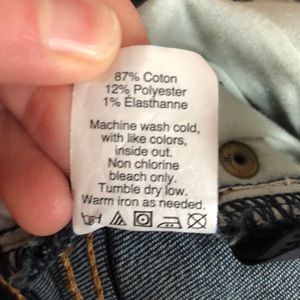 87% Coton
12% Polyester
1% Élasthanne
Machine wash cold,
with like colors,
inside out.
Non chlorine
bleach only.
Tumble dry low.
Warm iron as needed.